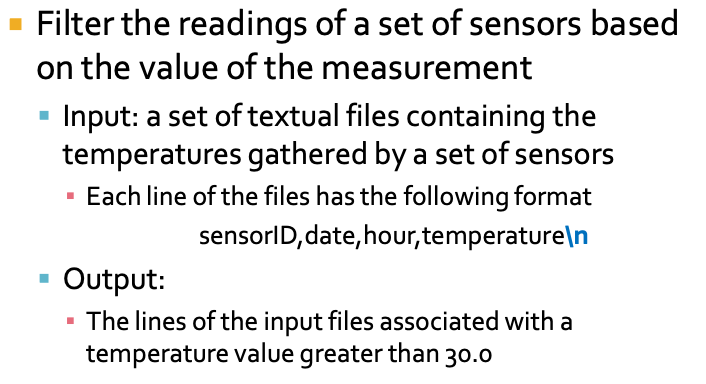 Filter the readings of a set of sensors based
on the value of the measurement
Input: a set of textual files containing the
temperatures gathered by a set of sensors
Each line of the files has the following format
sensorID,date,hour,temperature\n
Output:
The lines of the input files associated with a
temperature value greater than 30.0